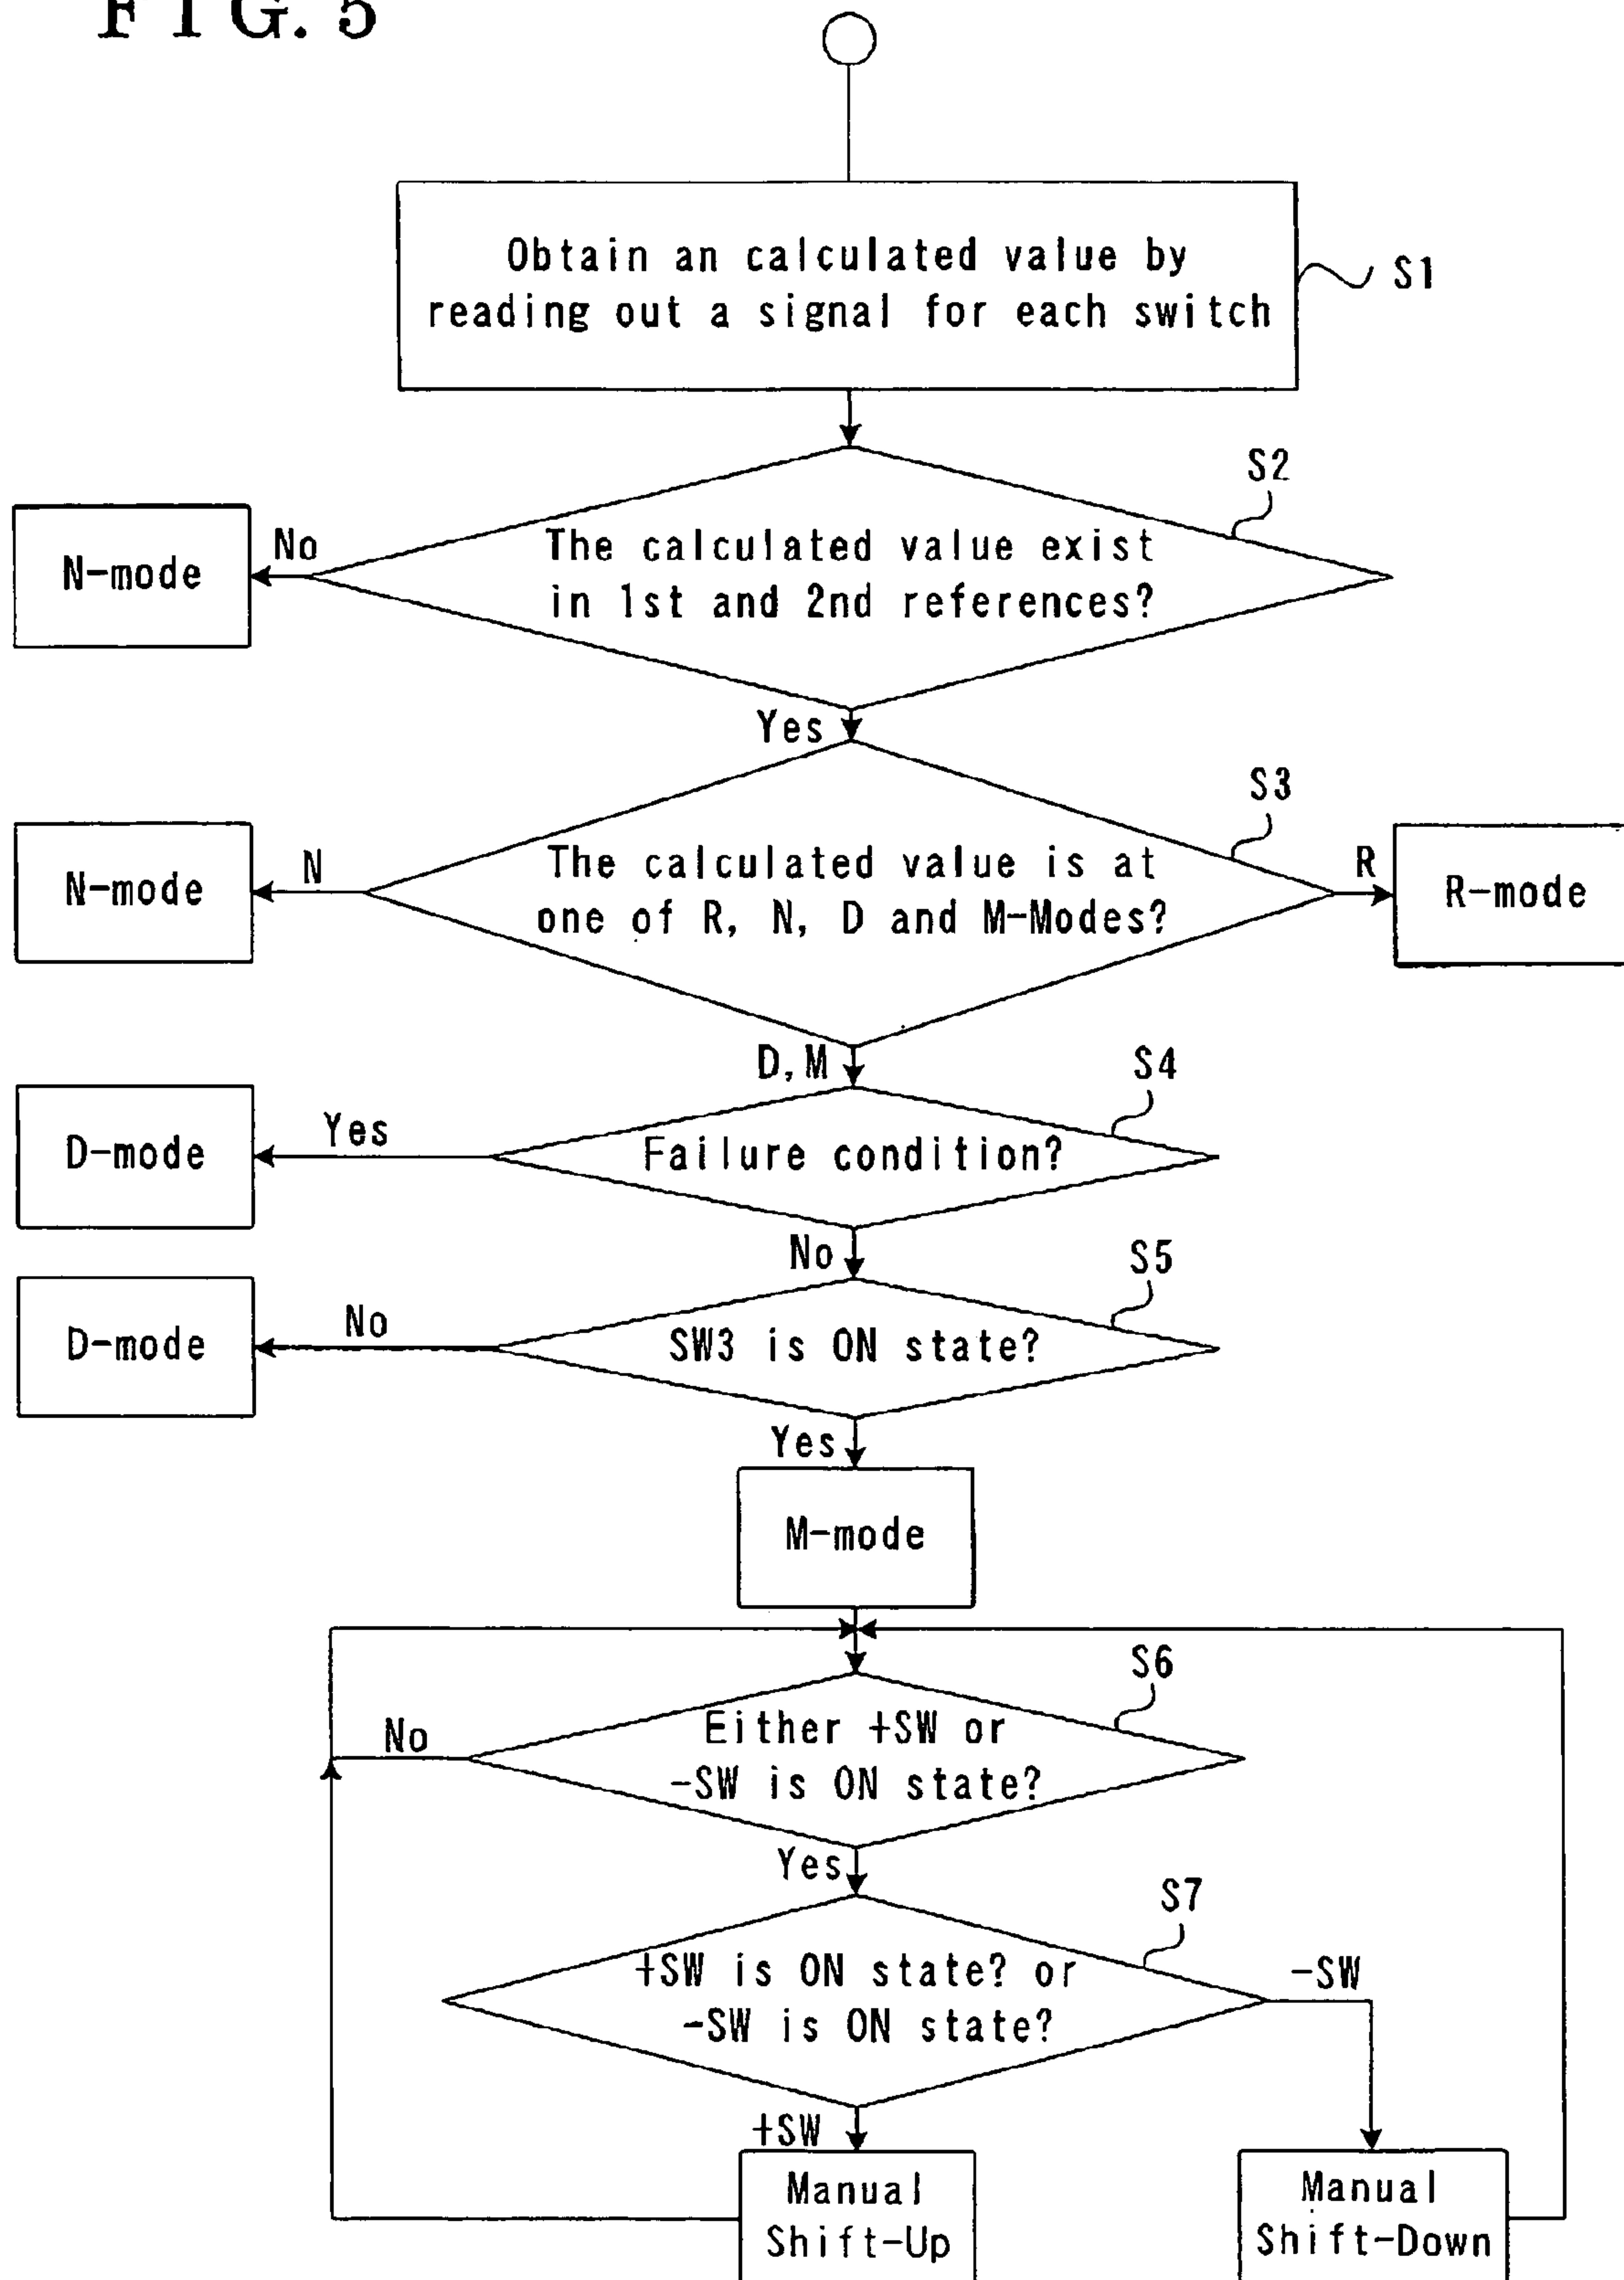 FIG. 5
Obtain an calculated value by
reading out a signal for each switch
S1
S2
The calculated value exist
in 1st and 2nd references?
No
N-mode
Yes
S3
The calculated value is at
one of R, N, D and M-Modes?
N
N-mode
R
R-mode
D, M
S4
Failure condition?
Yes
D-mode
No
S5
SW3 is ON state?
No
D-mode
Yes
M-mode
S6
Either +SW or
-SW is ON state?
No
Yes
S7
+SW is ON state? or
-SW is ON state?
-SW
+SW
Manual
Shift-Up
Manual
Shift-Down